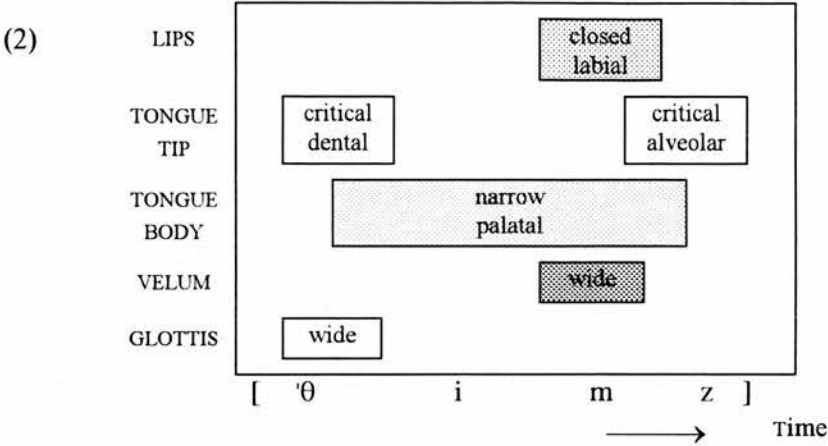 (2)
LIPS
closed
labial
TONGUE
TIP
critical
dental
critical
alveolar
TONGUE
BODY
narrow
palatal
VELUM
wide
GLOTTIS
wide
[ ˈθ i m z ]
Time